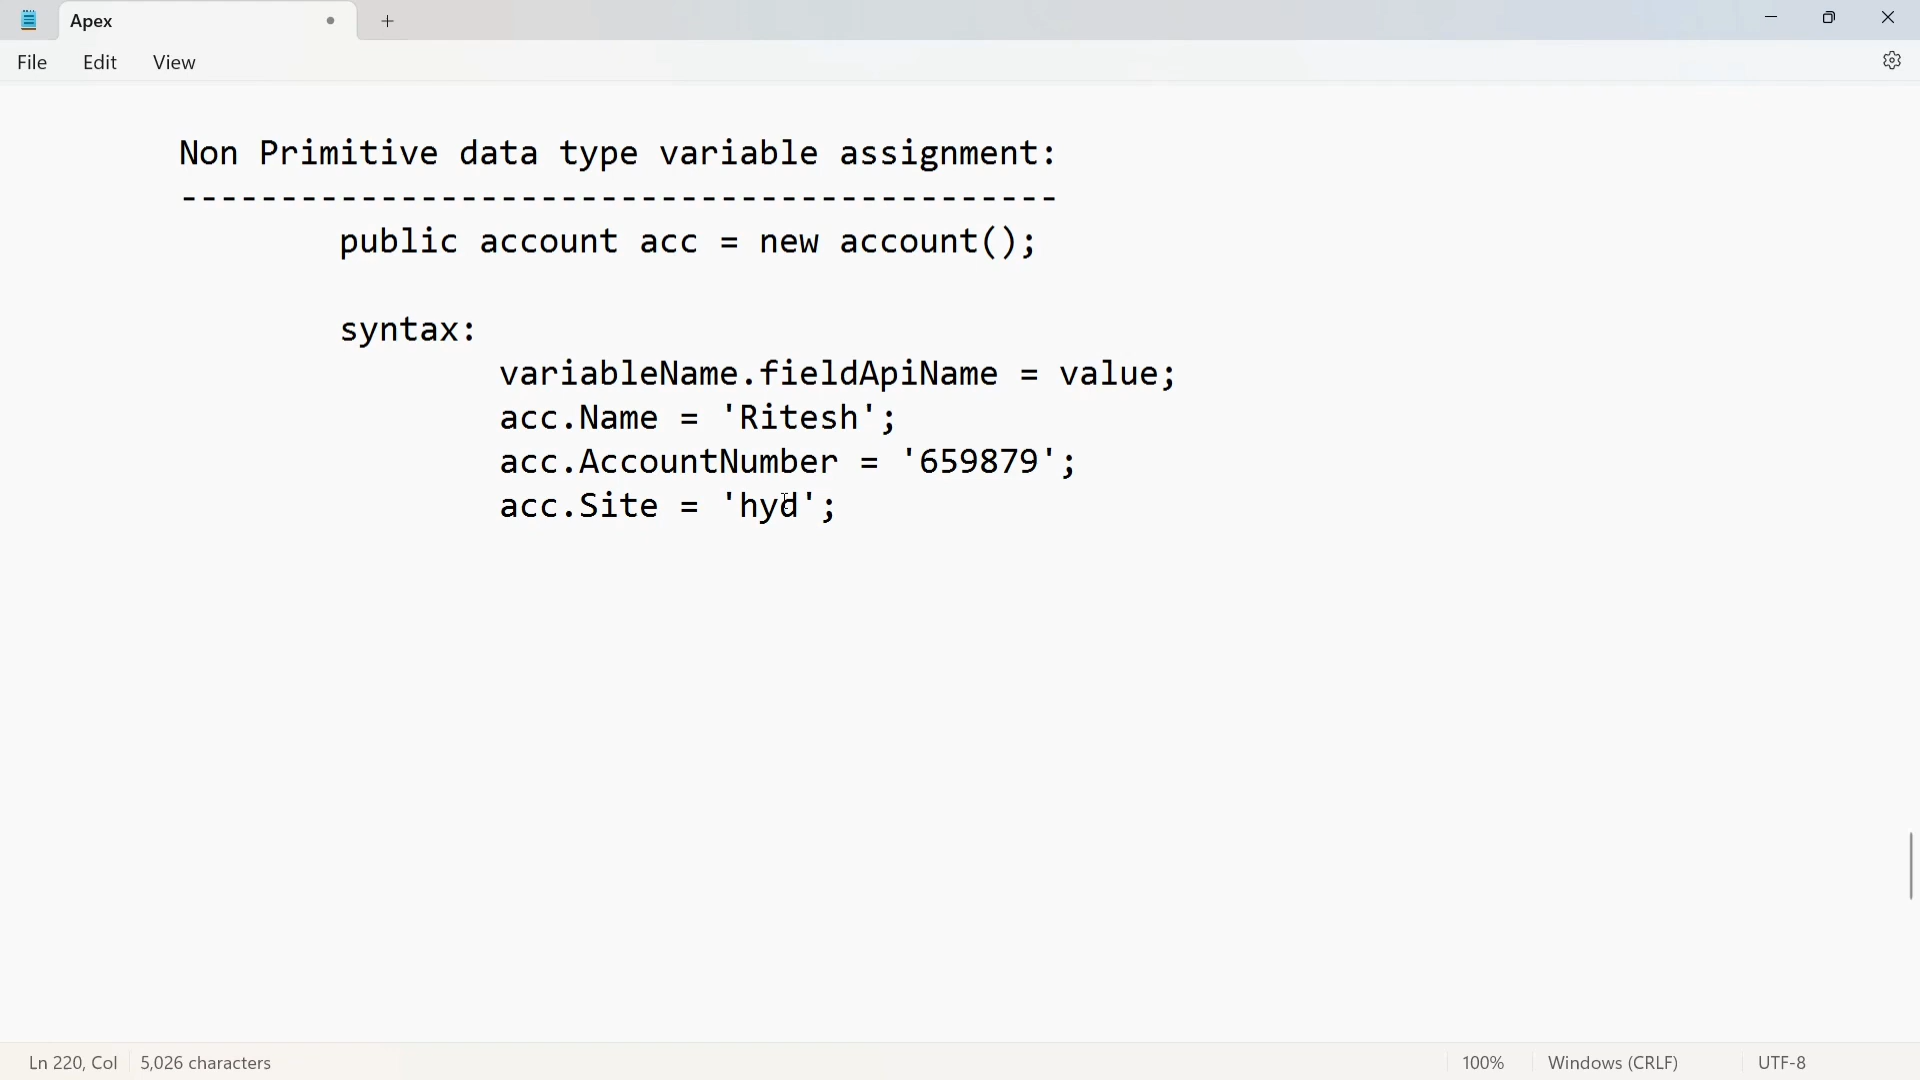 Apex
File Edit View
Non Primitive data type variable assignment:
--------------------------------------------
public account acc = new account();
syntax:
variableName.fieldApiName = value;
acc.Name = 'Ritesh';
acc.AccountNumber = '659879';
acc.Site = 'hyd';
Ln 220, Col 5,026 characters 100% Windows (CRLF) UTF-8